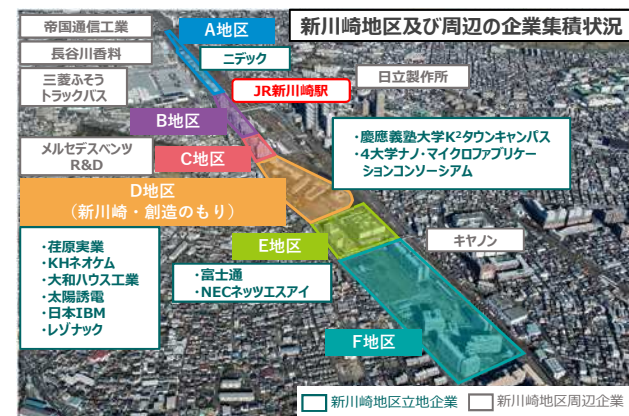 新川崎地区及び周辺の企業集積状況
帝国通信工業
A地区
長谷川香料
ニデック
三菱ふそう
トラックバス
JR新川崎駅
日立製作所
B地区
・慶應義塾大学K²タウンキャンパス
・4大学ナノ・マイクロファブリケー
ションコンソーシアム
メルセデスベンツ
R&D
C地区
D地区
（新川崎・創造のもり）
E地区
キヤノン
・荏原実業
・KHネオケム
・大和ハウス工業
・太陽誘電
・日本IBM
・レゾナック
・富士通
・NECネッツエスアイ
F地区
新川崎地区立地企業
新川崎地区周辺企業